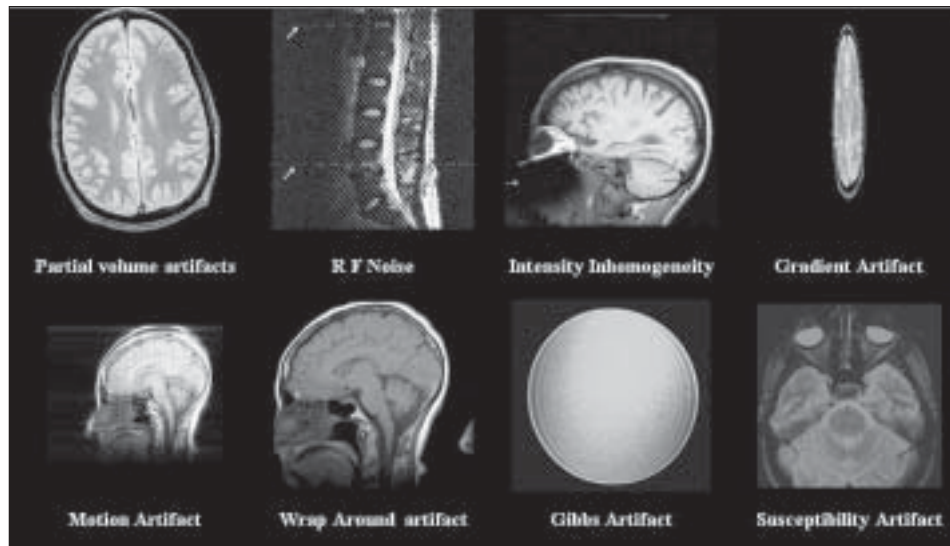 Partial volume artifacts
R F Noise
Intensity Inhomogeneity
Gradient Artifact
Motion Artifact
Wrap Around artifact
Gibbs Artifact
Susceptibility Artifact